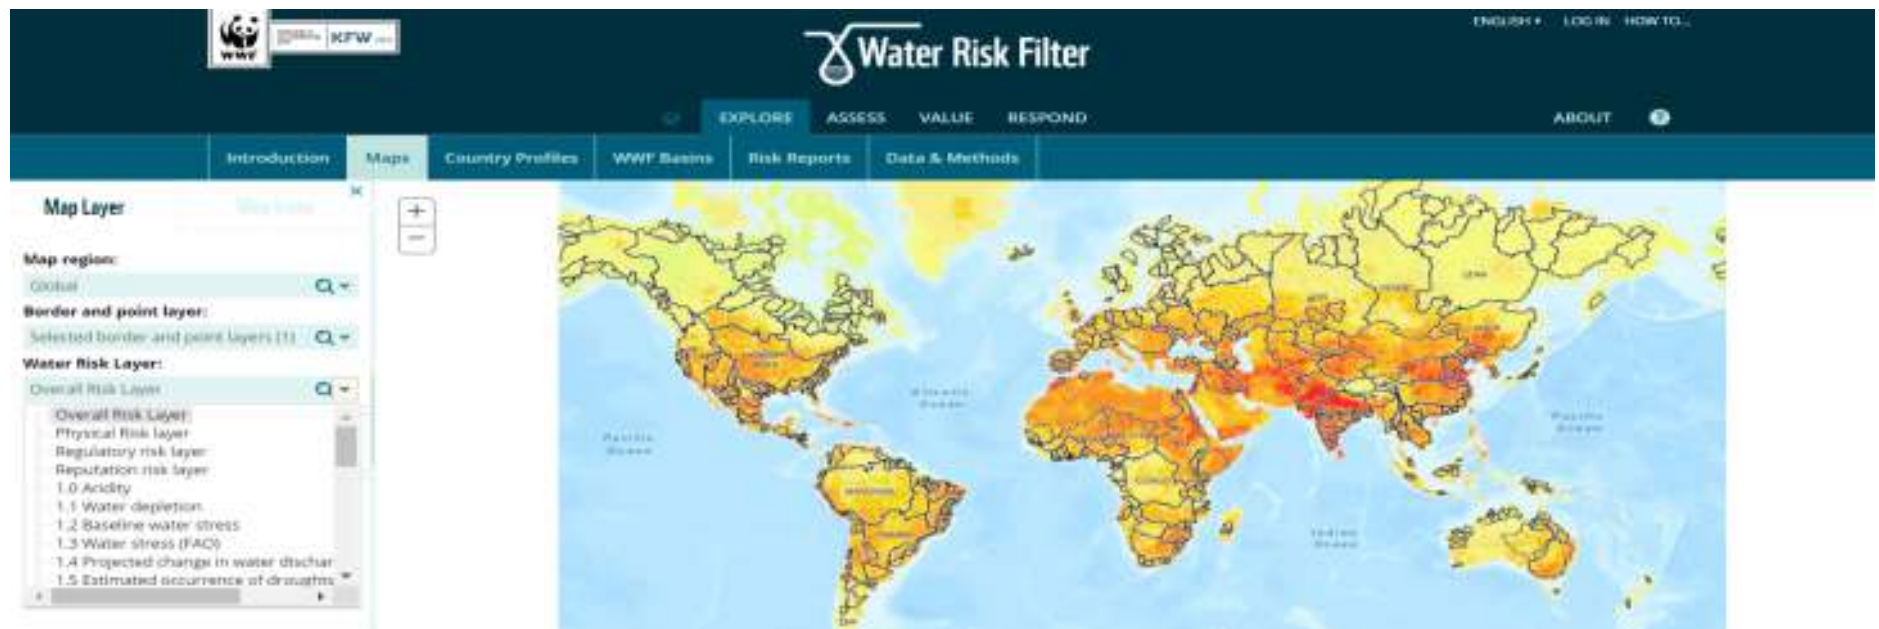 WWF
KFW
Water Risk Filter
ENGLISH LOG IN HOW TO...
EXPLORE ASSESS VALUE RESPOND ABOUT ?
Introduction Maps Country Profiles WWF Basins Risk Reports Data & Methods
Map Layer
Map region:
Global
Border and point layer:
Selected border and point layers (1)
Water Risk Layer:
Overall Risk Layer
Overall Risk Layer
Physical Risk layer
Regulatory risk layer
Reputation risk layer
1.0 Aridity
1.1 Water depletion
1.2 Baseline water stress
1.3 Water stress (FAO)
1.4 Projected change in water dischar
1.5 Estimated occurrence of droughts
+
−
LENA
Atlantic
Ocean
Pacific
Ocean
Pacific
Ocean
Indian
Ocean